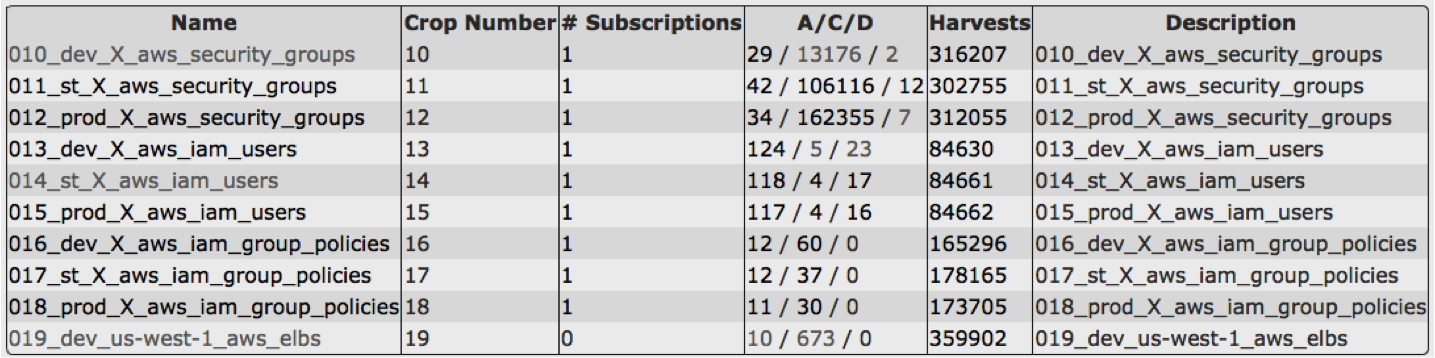 Name Crop Number # Subscriptions A/C/D Harvests Description
010_dev_X_aws_security_groups 10 1 29 / 13176 / 2 316207 010_dev_X_aws_security_groups
011_st_X_aws_security_groups 11 1 42 / 106116 / 12 302755 011_st_X_aws_security_groups
012_prod_X_aws_security_groups 12 1 34 / 162355 / 7 312055 012_prod_X_aws_security_groups
013_dev_X_aws_iam_users 13 1 124 / 5 / 23 84630 013_dev_X_aws_iam_users
014_st_X_aws_iam_users 14 1 118 / 4 / 17 84661 014_st_X_aws_iam_users
015_prod_X_aws_iam_users 15 1 117 / 4 / 16 84662 015_prod_X_aws_iam_users
016_dev_X_aws_iam_group_policies 16 1 12 / 60 / 0 165296 016_dev_X_aws_iam_group_policies
017_st_X_aws_iam_group_policies 17 1 12 / 37 / 0 178165 017_st_X_aws_iam_group_policies
018_prod_X_aws_iam_group_policies 18 1 11 / 30 / 0 173705 018_prod_X_aws_iam_group_policies
019_dev_us-west-1_aws_elbs 19 0 10 / 673 / 0 359902 019_dev_us-west-1_aws_elbs